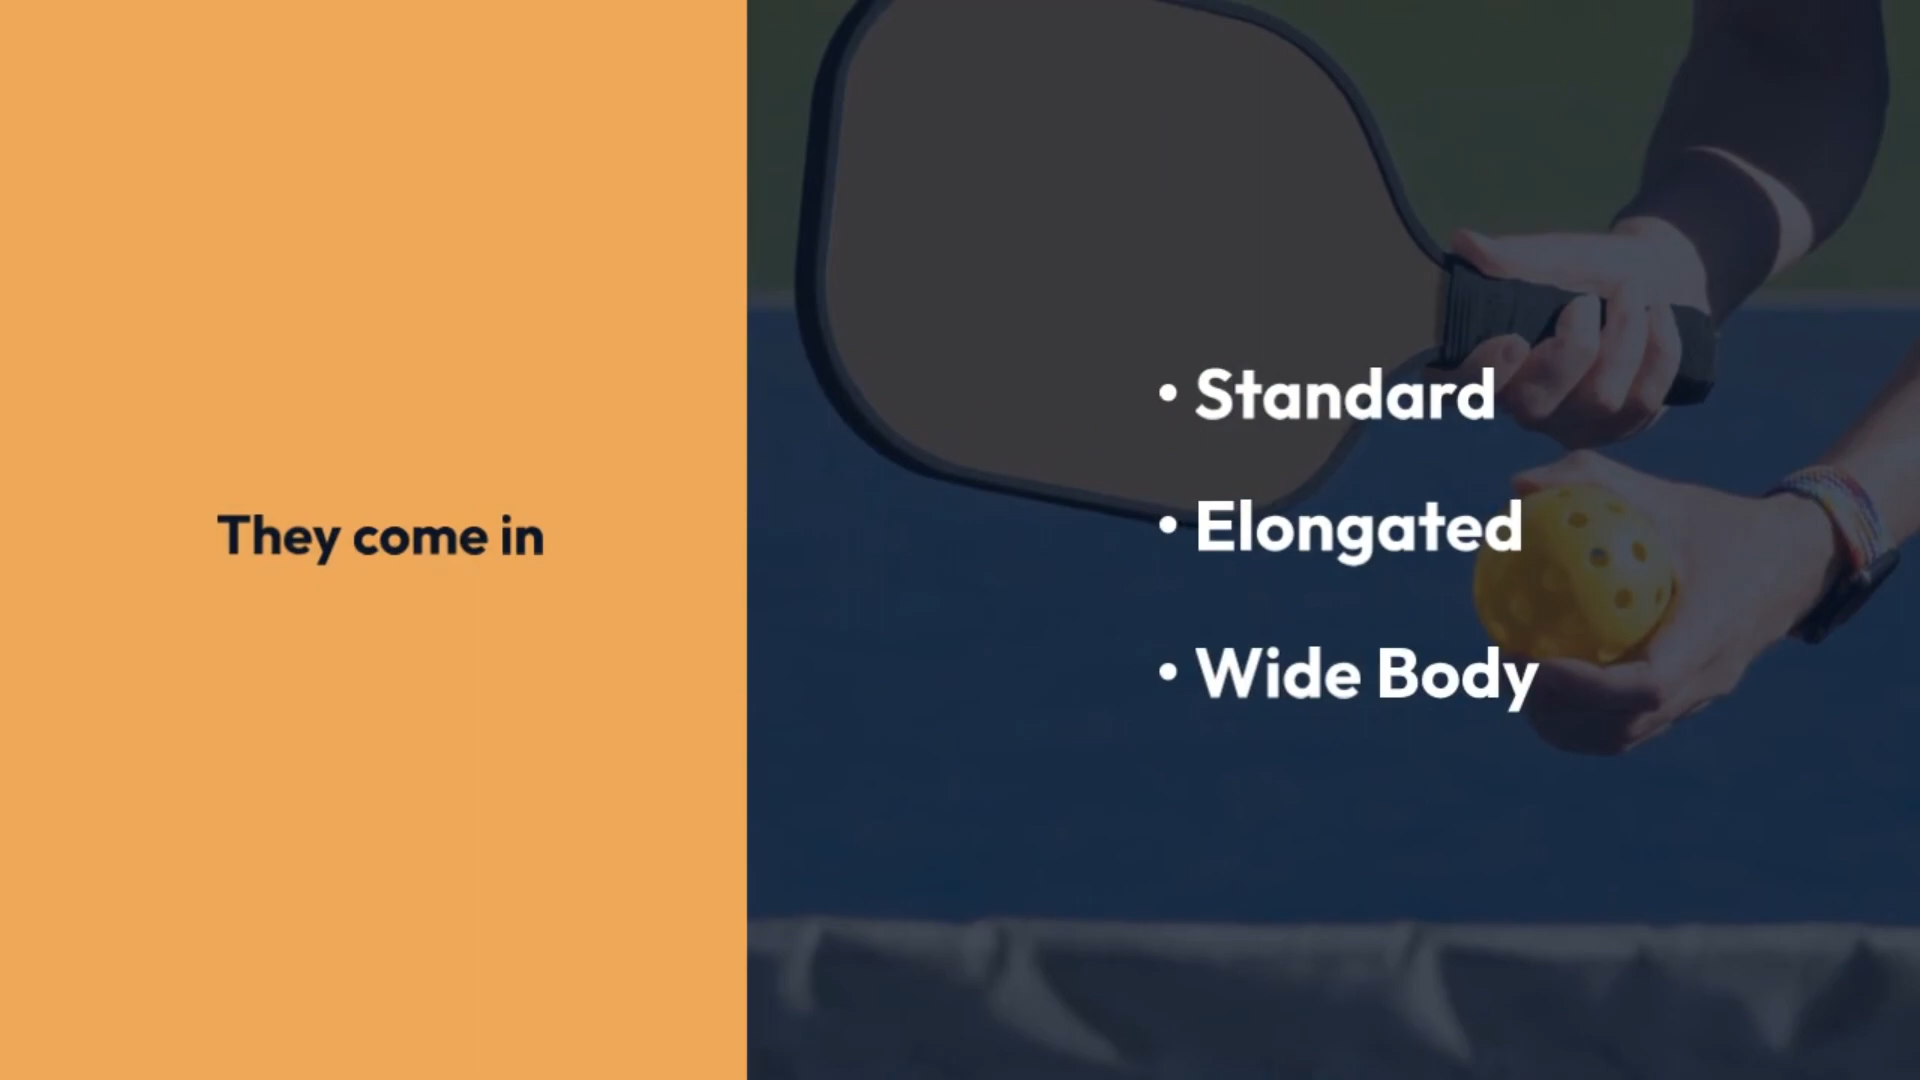 They come in
• Standard
• Elongated
• Wide Body